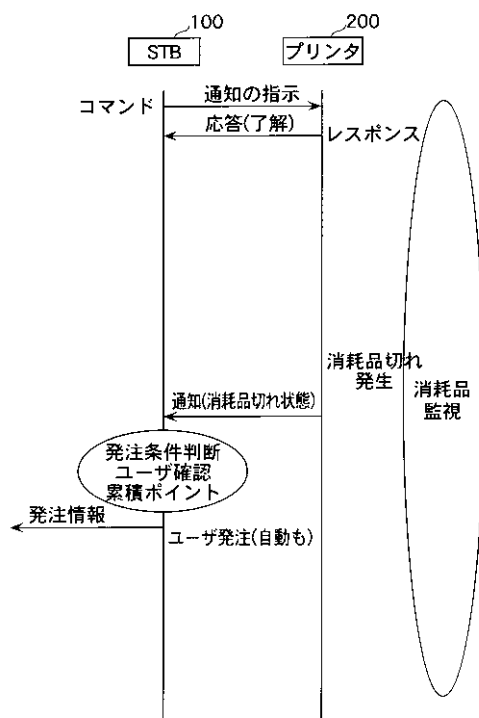 100
200
STB
プリンタ
コマンド
通知の指示
応答(了解)
レスポンス
消耗品切れ
発生
消耗品
監視
通知(消耗品切れ状態)
発注条件判断
ユーザ確認
累積ポイント
発注情報
ユーザ発注(自動も)